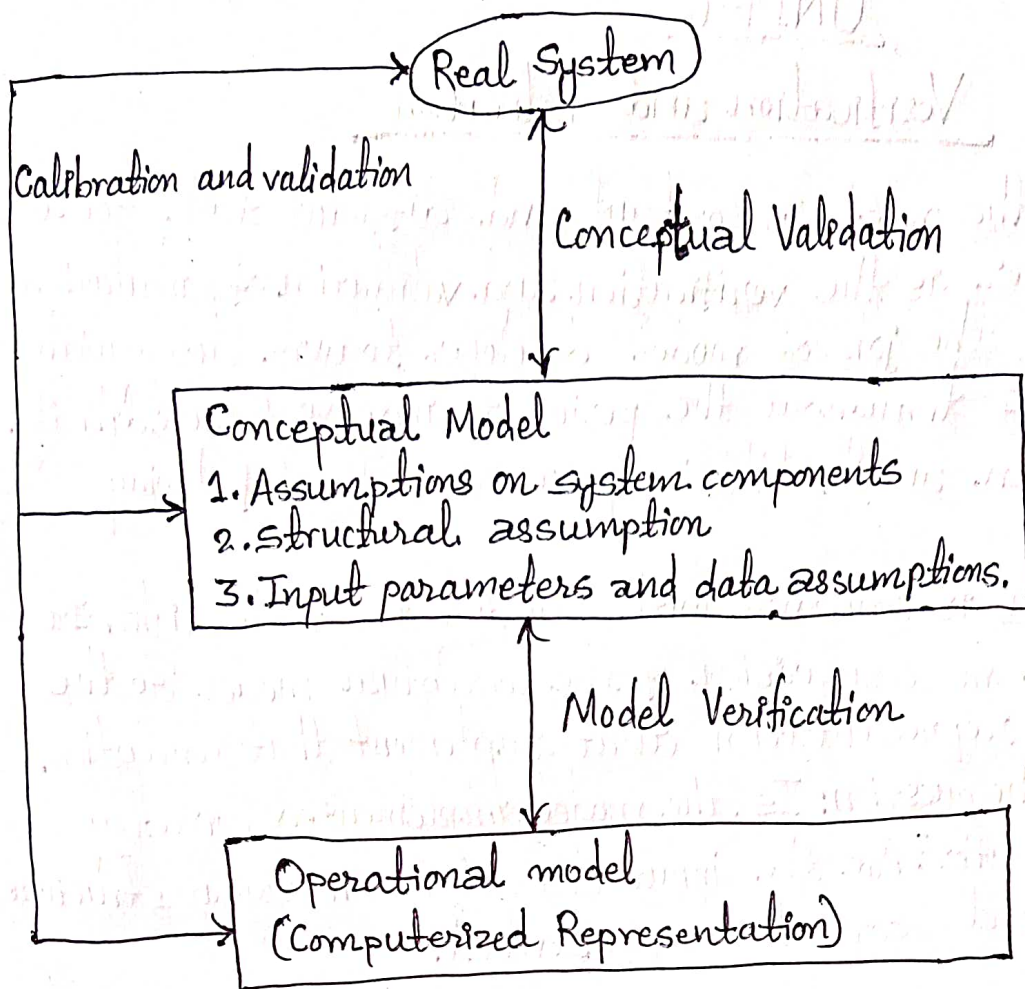 Real System
Calibration and validation
Conceptual Validation
Conceptual Model
1. Assumptions on system components
2. Structural assumption
3. Input parameters and data assumptions.
Model Verification
Operational model
(Computerized Representation)